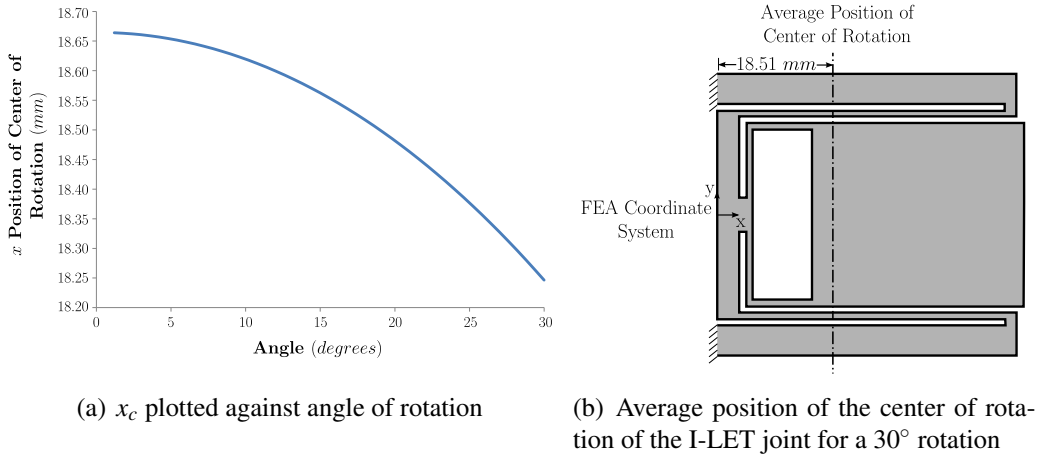 18.70
18.65
18.60
18.55
18.50
18.45
18.40
18.35
18.30
18.25
18.20
x Position of Center of
Rotation (mm)
0 5 10 15 20 25 30
Angle (degrees)
(a) xc plotted against angle of rotation
Average Position of
Center of Rotation
18.51 mm
y
FEA Coordinate
x
System
(b) Average position of the center of rota-
tion of the I-LET joint for a 30° rotation